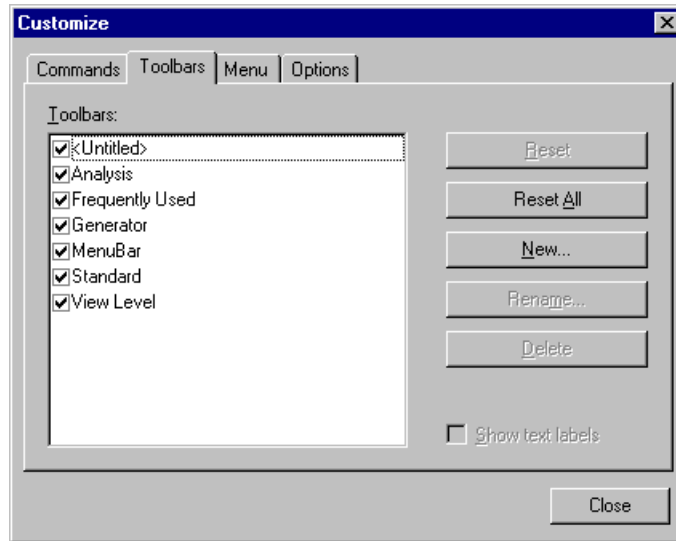 Customize
Commands Toolbars Menu Options
Toolbars:
<Untitled>
Analysis
Frequently Used
Generator
MenuBar
Standard
View Level
Reset
Reset All
New...
Rename...
Delete
Show text labels
Close